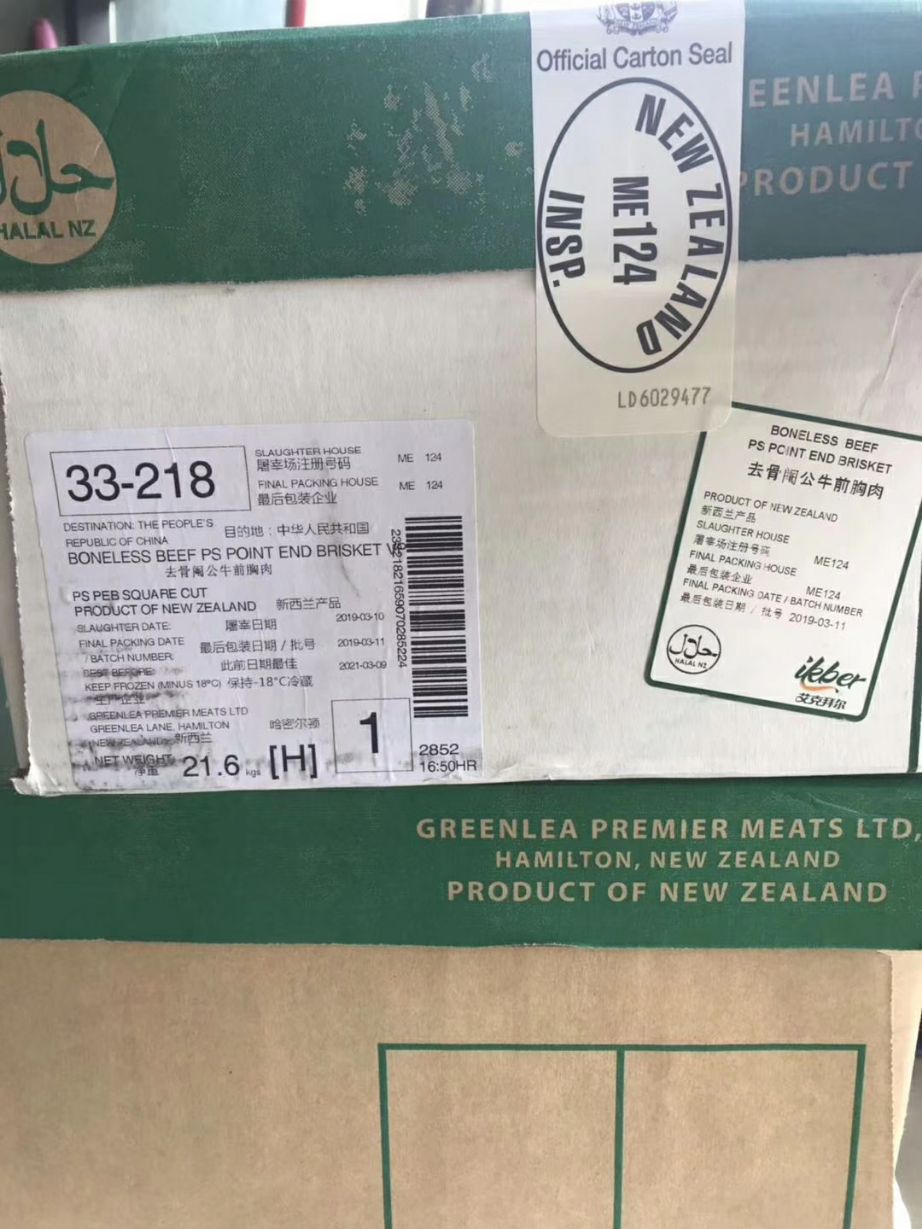 Official Carton Seal
NEW ZEALAND
ME124
INSP.
LD6029477
حلال
HALAL NZ
HAMILT
PRODUCT
33-218
SLAUGHTER HOUSE
屠宰场注册号码 ME 124
FINAL PACKING HOUSE
最后包装企业 ME 124
DESTINATION: THE PEOPLE'S
REPUBLIC OF CHINA
目的地：中华人民共和国
BONELESS BEEF PS POINT END BRISKET
去骨阉公牛前胸肉
PS PEB SQUARE CUT
PRODUCT OF NEW ZEALAND 新西兰产品
SLAUGHTER DATE: 屠宰日期 2019-03-10
FINAL PACKING DATE
/ BATCH NUMBER 最后包装日期 / 批号 2019-03-11
BEST BEFORE: 此前日期最佳 2021-03-09
KEEP FROZEN (MINUS 18°C) 保持-18°C冷藏
生产企业
GREENLEA PREMIER MEATS LTD
GREENLEA LANE, HAMILTON 哈密尔顿
NEW ZEALAND 新西兰
NET WEIGHT
净重 21.6 kgs [H] 1
2852
16:50HR
BONELESS BEEF
PS POINT END BRISKET
去骨阉公牛前胸肉
PRODUCT OF NEW ZEALAND
新西兰产品
SLAUGHTER HOUSE
屠宰场注册号码 ME124
FINAL PACKING HOUSE
最后包装企业 ME124
FINAL PACKING DATE / BATCH NUMBER
最后包装日期 / 批号 2019-03-11
حلال
HALAL NZ
ikber
艾克拜尔
GREENLEA PREMIER MEATS LTD,
HAMILTON, NEW ZEALAND
PRODUCT OF NEW ZEALAND